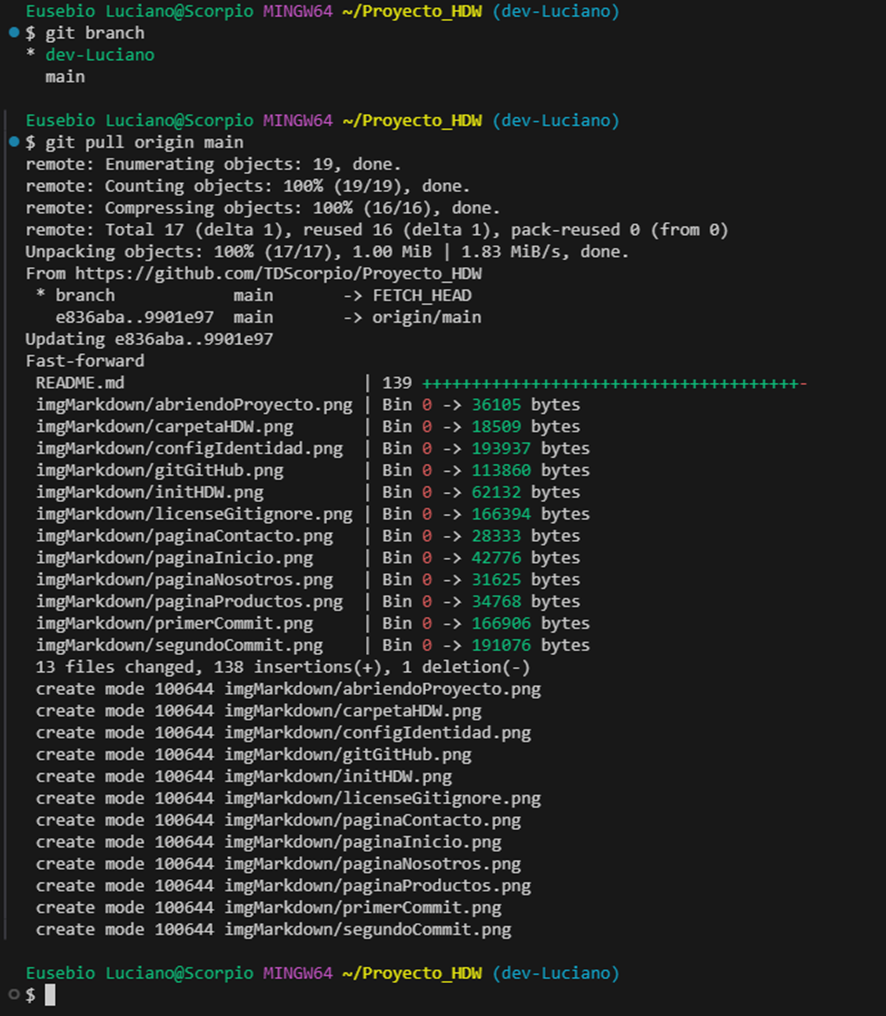 Eusebio Luciano@Scorpio MINGW64 ~/Proyecto_HDW (dev-Luciano)
$ git branch
* dev-Luciano
  main

Eusebio Luciano@Scorpio MINGW64 ~/Proyecto_HDW (dev-Luciano)
$ git pull origin main
remote: Enumerating objects: 19, done.
remote: Counting objects: 100% (19/19), done.
remote: Compressing objects: 100% (16/16), done.
remote: Total 17 (delta 1), reused 16 (delta 1), pack-reused 0 (from 0)
Unpacking objects: 100% (17/17), 1.00 MiB | 1.83 MiB/s, done.
From https://github.com/TDScorpio/Proyecto_HDW
 * branch            main       -> FETCH_HEAD
   e836aba..9901e97  main       -> origin/main
Updating e836aba..9901e97
Fast-forward
 README.md                        | 139 ++++++++++++++++++++++++++++++++++++++-
 imgMarkdown/abriendoProyecto.png | Bin 0 -> 36105 bytes
 imgMarkdown/carpetaHDW.png       | Bin 0 -> 18509 bytes
 imgMarkdown/configIdentidad.png  | Bin 0 -> 193937 bytes
 imgMarkdown/gitGitHub.png        | Bin 0 -> 113860 bytes
 imgMarkdown/initHDW.png          | Bin 0 -> 62132 bytes
 imgMarkdown/licenseGitignore.png | Bin 0 -> 166394 bytes
 imgMarkdown/paginaContacto.png   | Bin 0 -> 28333 bytes
 imgMarkdown/paginaInicio.png     | Bin 0 -> 42776 bytes
 imgMarkdown/paginaNosotros.png   | Bin 0 -> 31625 bytes
 imgMarkdown/paginaProductos.png  | Bin 0 -> 34768 bytes
 imgMarkdown/primerCommit.png     | Bin 0 -> 166906 bytes
 imgMarkdown/segundoCommit.png    | Bin 0 -> 191076 bytes
 13 files changed, 138 insertions(+), 1 deletion(-)
 create mode 100644 imgMarkdown/abriendoProyecto.png
 create mode 100644 imgMarkdown/carpetaHDW.png
 create mode 100644 imgMarkdown/configIdentidad.png
 create mode 100644 imgMarkdown/gitGitHub.png
 create mode 100644 imgMarkdown/initHDW.png
 create mode 100644 imgMarkdown/licenseGitignore.png
 create mode 100644 imgMarkdown/paginaContacto.png
 create mode 100644 imgMarkdown/paginaInicio.png
 create mode 100644 imgMarkdown/paginaNosotros.png
 create mode 100644 imgMarkdown/paginaProductos.png
 create mode 100644 imgMarkdown/primerCommit.png
 create mode 100644 imgMarkdown/segundoCommit.png

Eusebio Luciano@Scorpio MINGW64 ~/Proyecto_HDW (dev-Luciano)
$